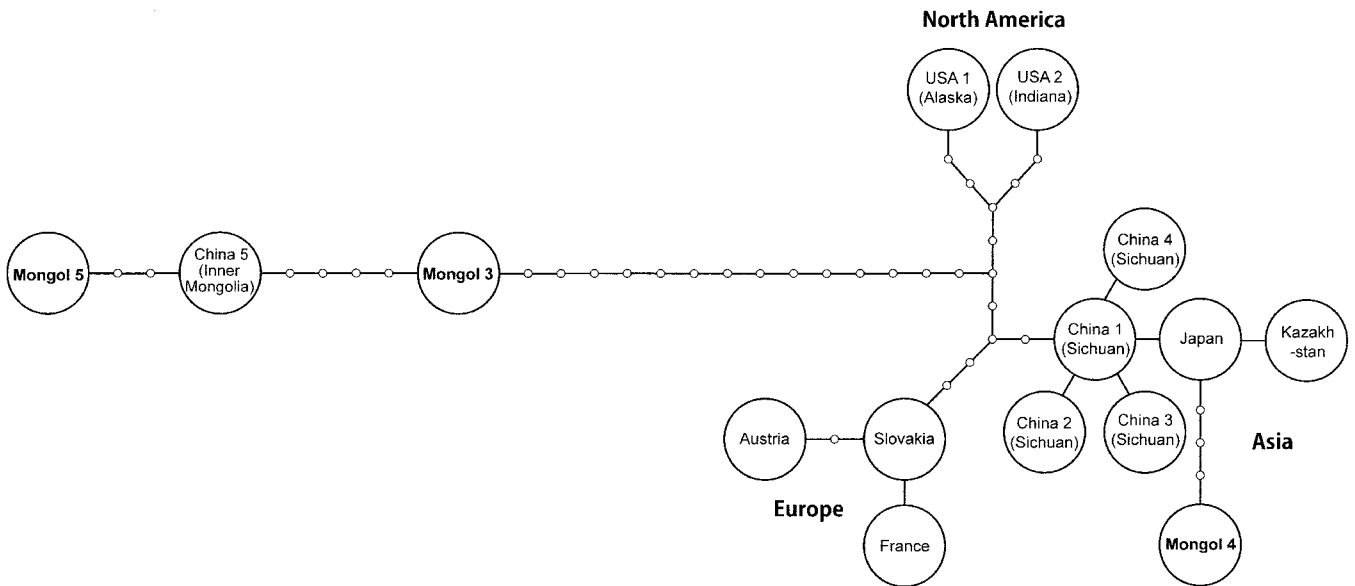 North America
USA 1
(Alaska)
USA 2
(Indiana)
Mongol 5
China 5
(Inner
Mongolia)
Mongol 3
China 4
(Sichuan)
China 1
(Sichuan)
Japan
Kazakh
-stan
Austria
Slovakia
China 2
(Sichuan)
China 3
(Sichuan)
Asia
Europe
France
Mongol 4